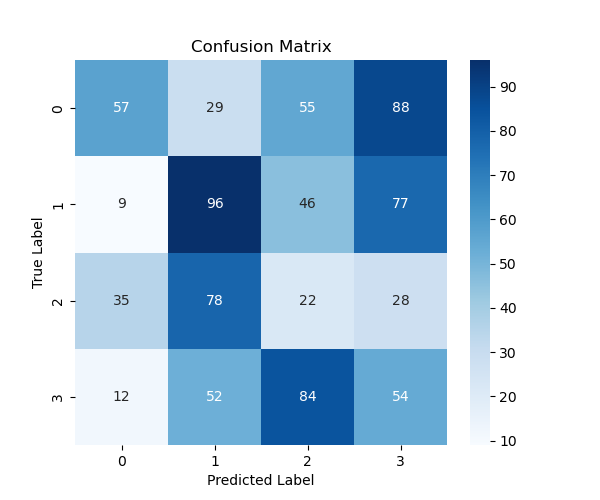 Confusion Matrix
True Label
0 57 29 55 88
1 9 96 46 77
2 35 78 22 28
3 12 52 84 54
0 1 2 3
Predicted Label
90
80
70
60
50
40
30
20
10